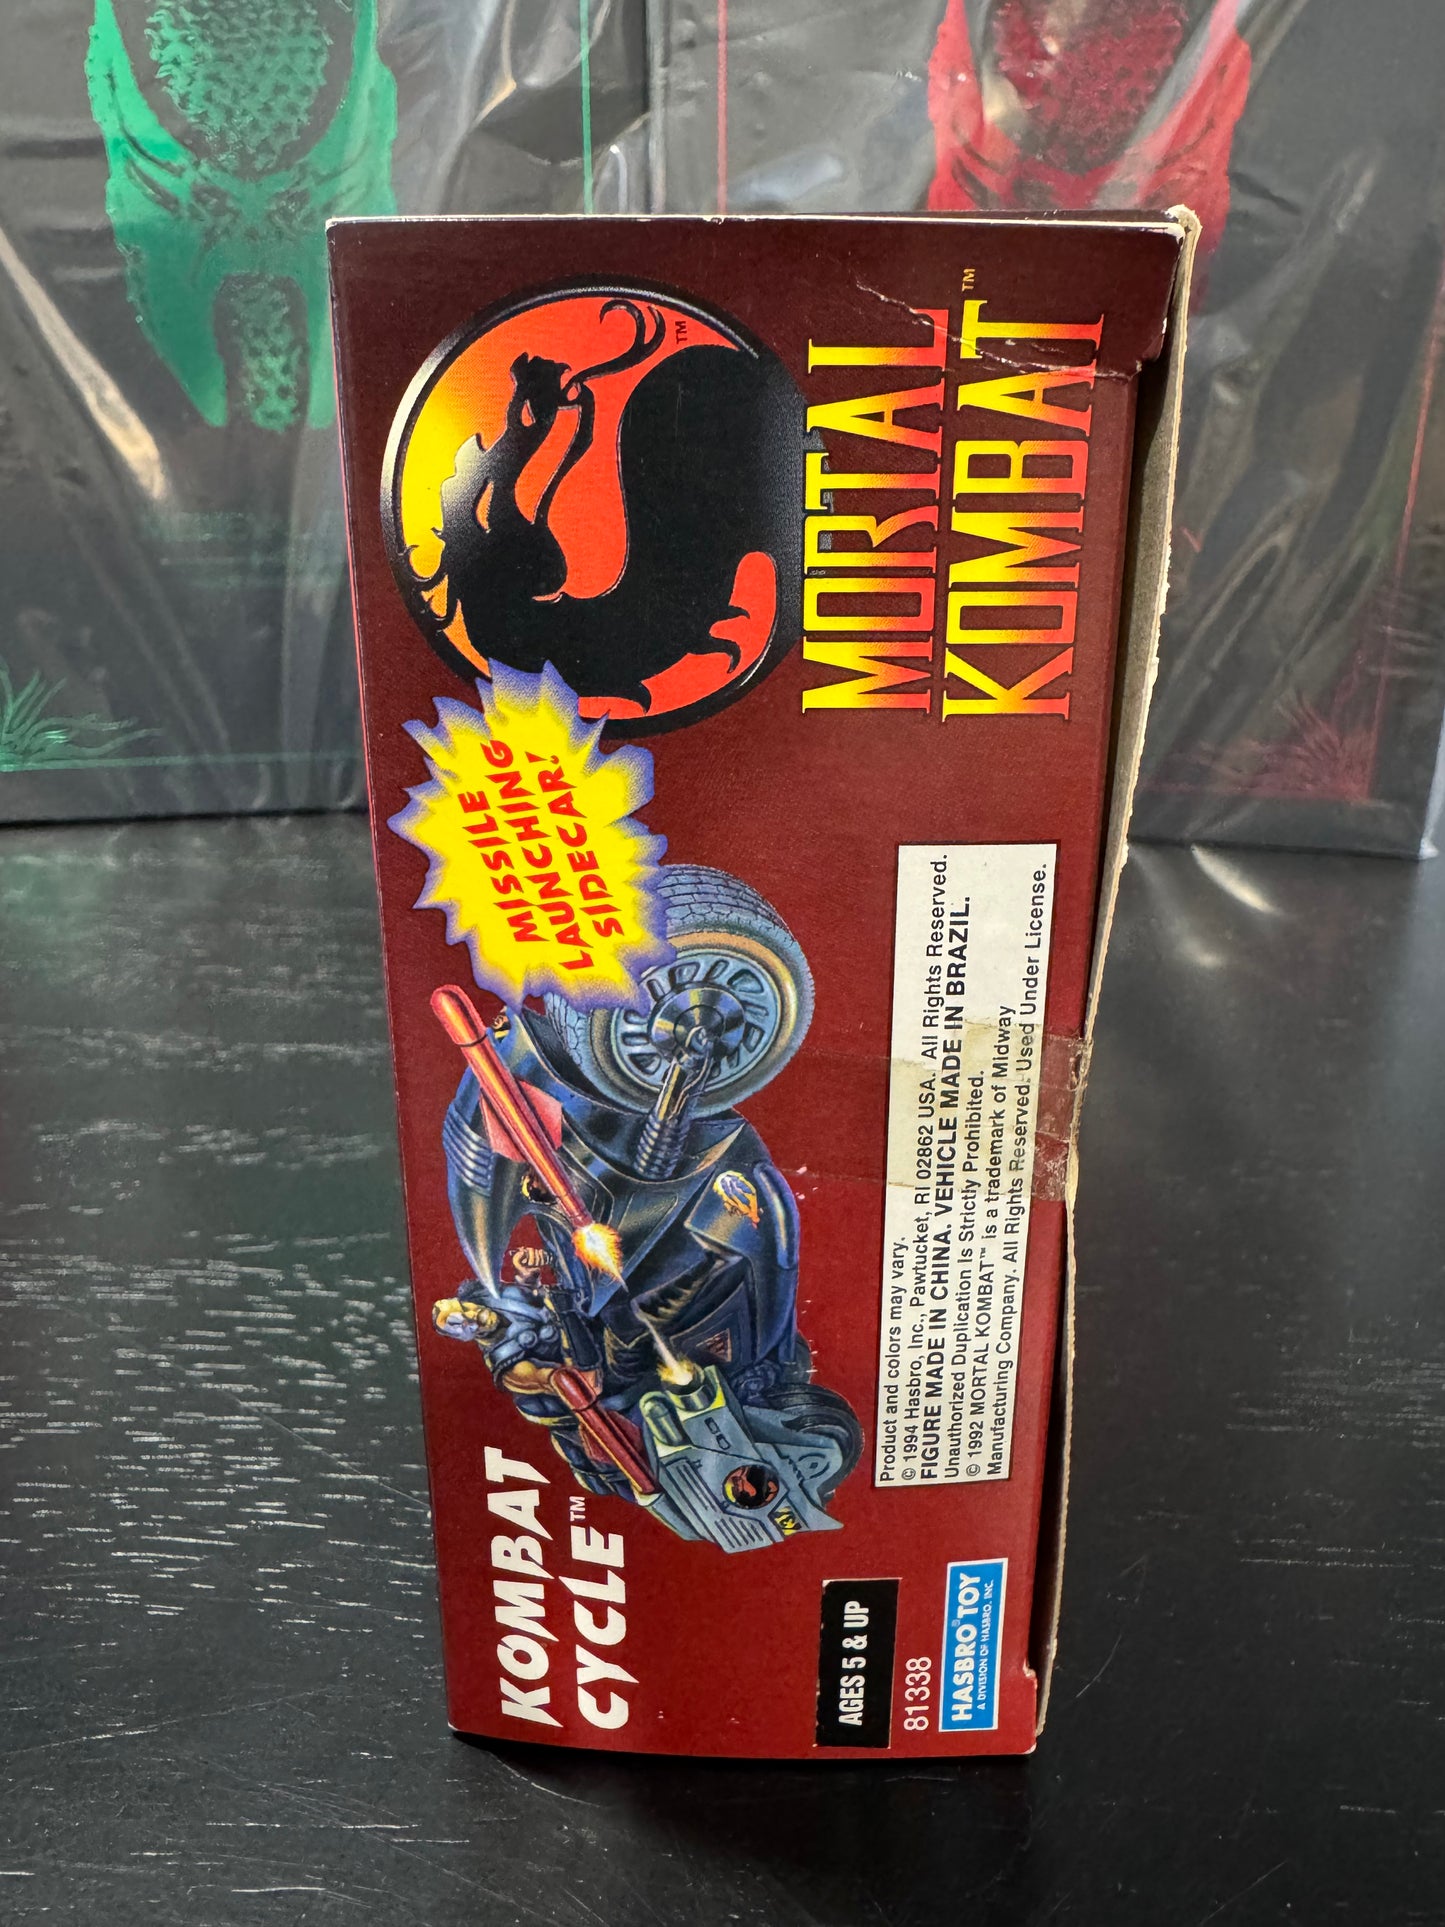 MORTAL
KOMBAT™
TM
MISSILE
LAUNCHING
SIDECAR!
KOMBAT
CYCLE™
Product and colors may vary.
© 1994 Hasbro, Inc., Pawtucket, RI 02862 USA. All Rights Reserved.
FIGURE MADE IN CHINA. VEHICLE MADE IN BRAZIL.
Unauthorized Duplication Is Strictly Prohibited.
© 1992 MORTAL KOMBAT™ is a trademark of Midway
Manufacturing Company. All Rights Reserved. Used Under License.
AGES 5 & UP
81338
HASBRO® TOY
A DIVISION OF HASBRO, INC.